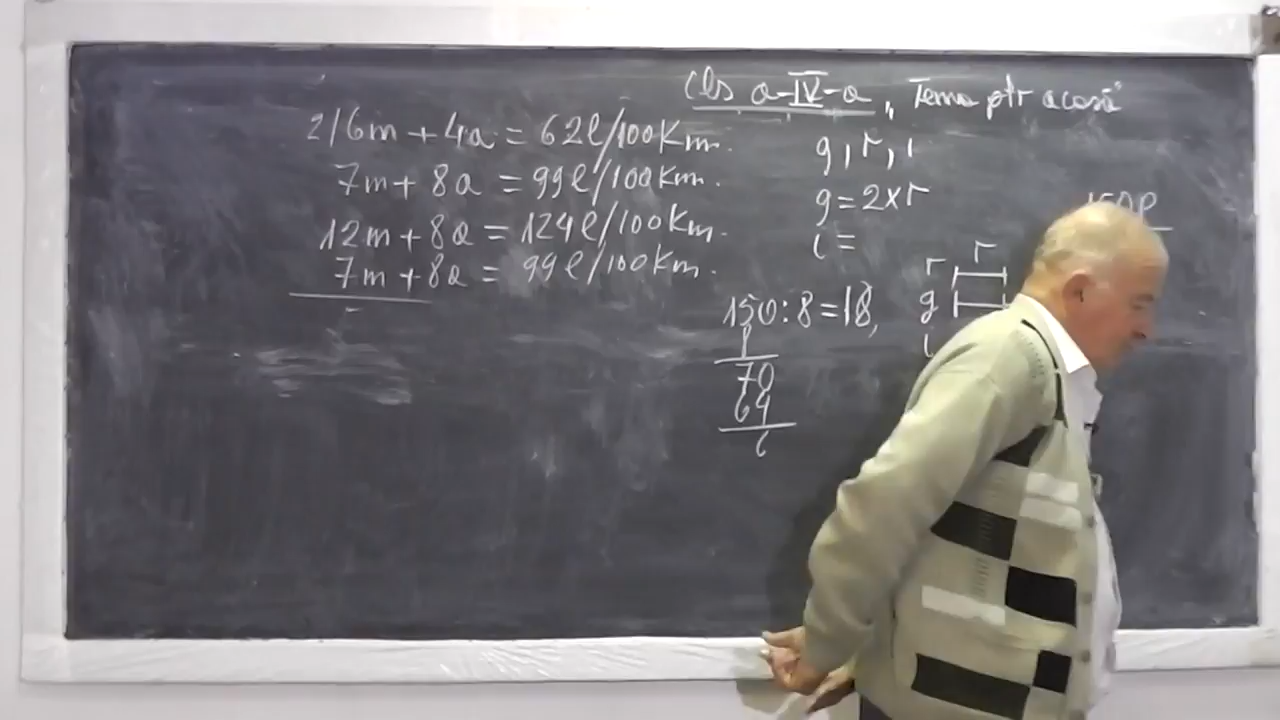 cls a-IV-a, Tema ptr acasă
2/6m + 4a = 62l/100Km.
7m + 8a = 99l/100Km.
12m + 8a = 124l/100Km.
7m + 8a = 99l/100Km.
g, r, i
g = 2xr
i =
150:8=18,
8
70
64
6
r
r
g
i